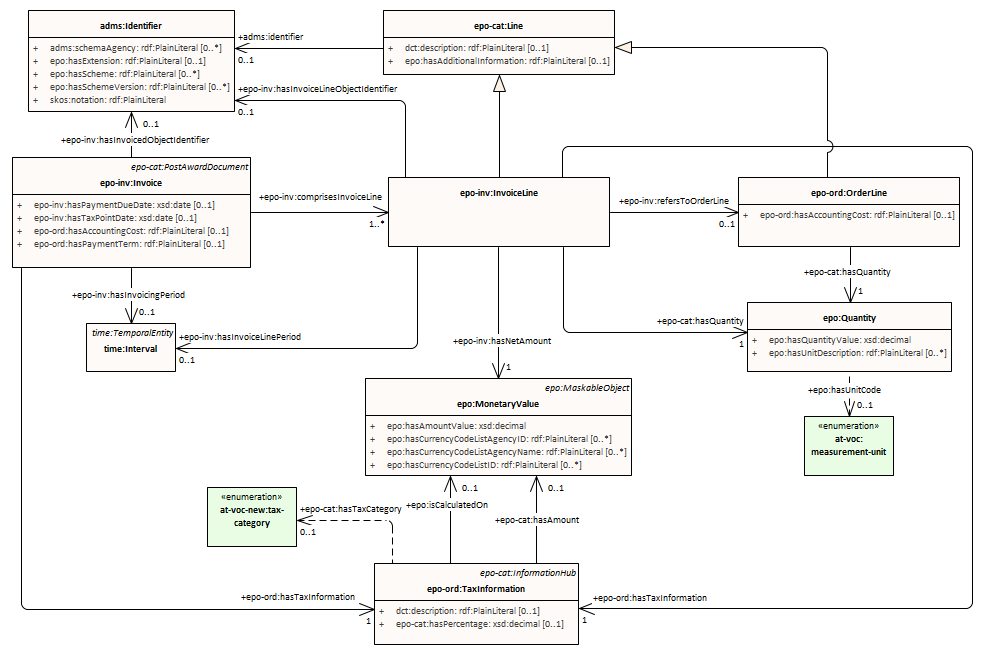 adms:Identifier
+ adms:schemaAgency: rdf:PlainLiteral [0..*]
+ epo:hasExtension: rdf:PlainLiteral [0..1]
+ epo:hasScheme: rdf:PlainLiteral [0..*]
+ epo:hasSchemeVersion: rdf:PlainLiteral [0..*]
+ skos:notation: rdf:PlainLiteral
+adms:identifier
0..1
epo-cat:Line
+ dct:description: rdf:PlainLiteral [0..1]
+ epo:hasAdditionalInformation: rdf:PlainLiteral [0..1]
+epo-inv:hasInvoiceLineObjectIdentifier
0..1
0..1
+epo-inv:hasInvoicedObjectIdentifier
epo-cat:PostAwardDocument
epo-inv:Invoice
+ epo-inv:hasPaymentDueDate: xsd:date [0..1]
+ epo-inv:hasTaxPointDate: xsd:date [0..1]
+ epo-ord:hasAccountingCost: rdf:PlainLiteral [0..1]
+ epo-ord:hasPaymentTerm: rdf:PlainLiteral [0..1]
+epo-inv:comprisesInvoiceLine
1..*
epo-inv:InvoiceLine
+epo-inv:refersToOrderLine
0..1
epo-ord:OrderLine
+ epo-ord:hasAccountingCost: rdf:PlainLiteral [0..1]
+epo-cat:hasQuantity
1
+epo-inv:hasInvoicingPeriod
0..1
time:TemporalEntity
time:Interval
+epo-inv:hasInvoiceLinePeriod
0..1
+epo-inv:hasNetAmount
1
+epo-cat:hasQuantity
1
epo:Quantity
+ epo:hasQuantityValue: xsd:decimal
+ epo:hasUnitDescription: rdf:PlainLiteral [0..*]
+epo:hasUnitCode
0..1
«enumeration»
at-voc:
measurement-unit
epo:MaskableObject
epo:MonetaryValue
+ epo:hasAmountValue: xsd:decimal
+ epo:hasCurrencyCodeListAgencyID: rdf:PlainLiteral [0..*]
+ epo:hasCurrencyCodeListAgencyName: rdf:PlainLiteral [0..*]
+ epo:hasCurrencyCodeListID: rdf:PlainLiteral [0..*]
«enumeration»
at-voc-new:tax-
category
+epo-cat:hasTaxCategory
0..1
0..1
+epo:isCalculatedOn
0..1
+epo-cat:hasAmount
epo-cat:InformationHub
epo-ord:TaxInformation
+ dct:description: rdf:PlainLiteral [0..1]
+ epo-cat:hasPercentage: xsd:decimal [0..1]
+epo-ord:hasTaxInformation
1
+epo-ord:hasTaxInformation
1